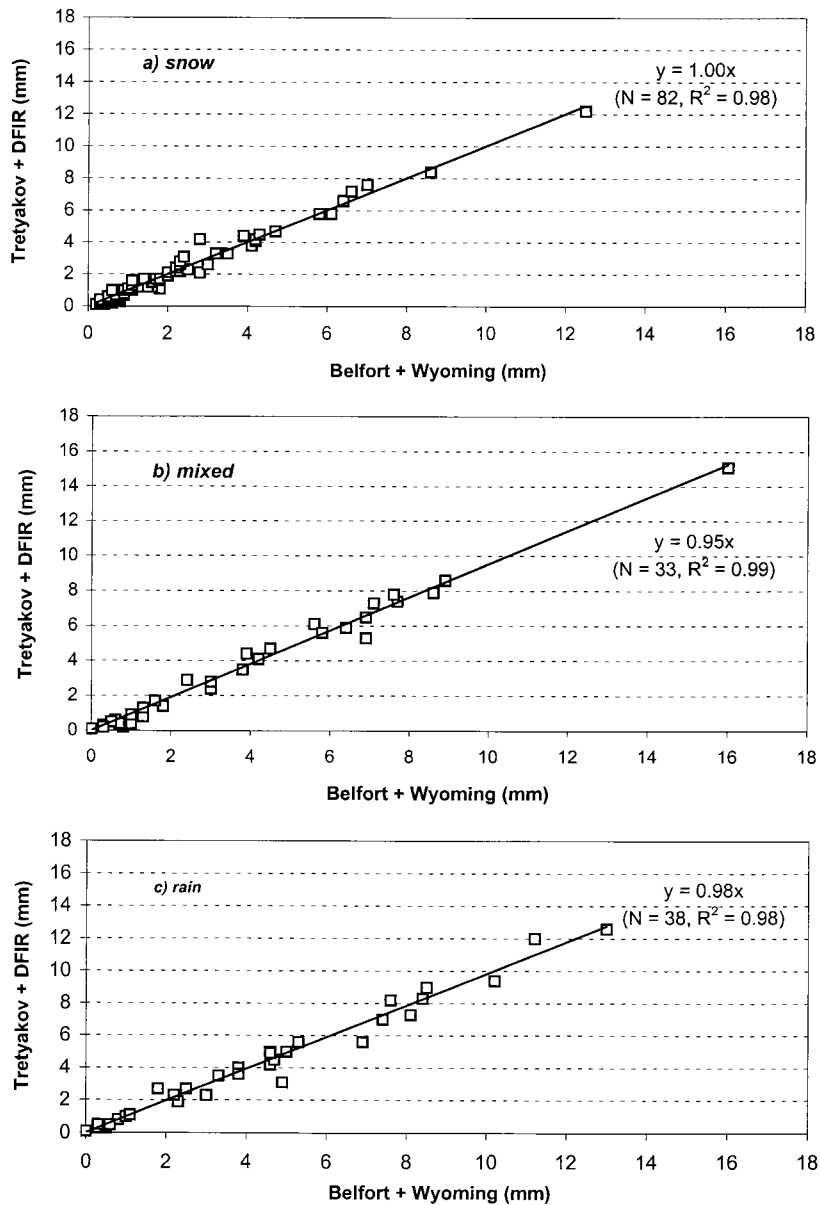 18
16
14
12
10
8
6
4
2
0
a) snow
y = 1.00x
(N = 82, R² = 0.98)
Tretyakov + DFIR (mm)
0 2 4 6 8 10 12 14 16 18
Belfort + Wyoming (mm)
18
16
14
12
10
8
6
4
2
0
b) mixed
y = 0.95x
(N = 33, R² = 0.99)
Tretyakov + DFIR (mm)
0 2 4 6 8 10 12 14 16 18
Belfort + Wyoming (mm)
18
16
14
12
10
8
6
4
2
0
c) rain
y = 0.98x
(N = 38, R² = 0.98)
Tretyakov + DFIR (mm)
0 2 4 6 8 10 12 14 16 18
Belfort + Wyoming (mm)